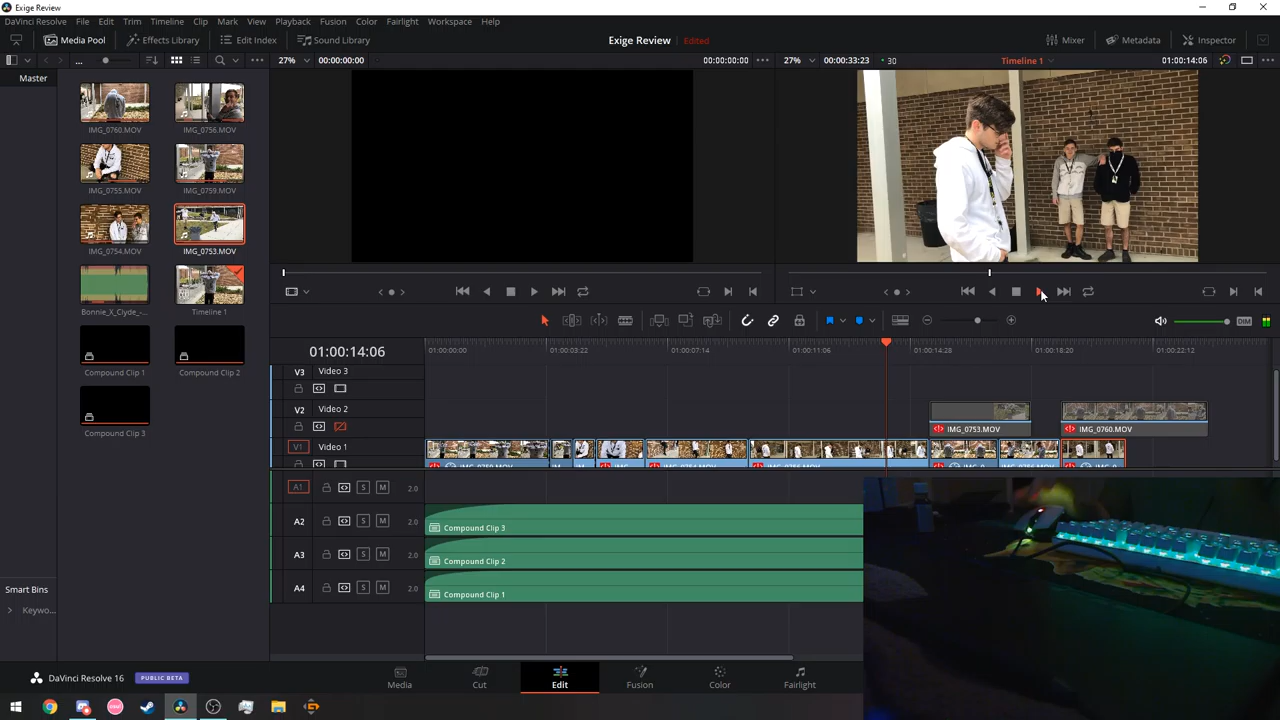 Exige Review
DaVinci Resolve File Edit Trim Timeline Clip Mark View Playback Fusion Color Fairlight Workspace Help
Media Pool Effects Library Edit Index Sound Library Exige Review Edited Mixer Metadata Inspector
... 27% 00:00:00:00 00:00:00:00 27% 00:00:33:23 30 Timeline 1 01:00:14:06
Master
IMG_0760.MOV IMG_0756.MOV
IMG_0755.MOV IMG_0759.MOV
IMG_0754.MOV IMG_0753.MOV
Bonnie_X_Clyde_-... Timeline 1
Compound Clip 1 Compound Clip 2
Compound Clip 3
Smart Bins
Keywo...
DIM
01:00:14:06 01:00:00:00 01:00:03:22 01:00:07:14 01:00:11:06 01:00:14:28 01:00:18:20 01:00:22:12
V3 Video 3
V2 Video 2
IMG_0753.MOV IMG_0760.MOV
V1 Video 1
A1 S M 2.0
A2 S M 2.0 Compound Clip 3
A3 S M 2.0 Compound Clip 2
A4 S M 2.0 Compound Clip 1
DaVinci Resolve 16 PUBLIC BETA
Media Cut Edit Fusion Color Fairlight